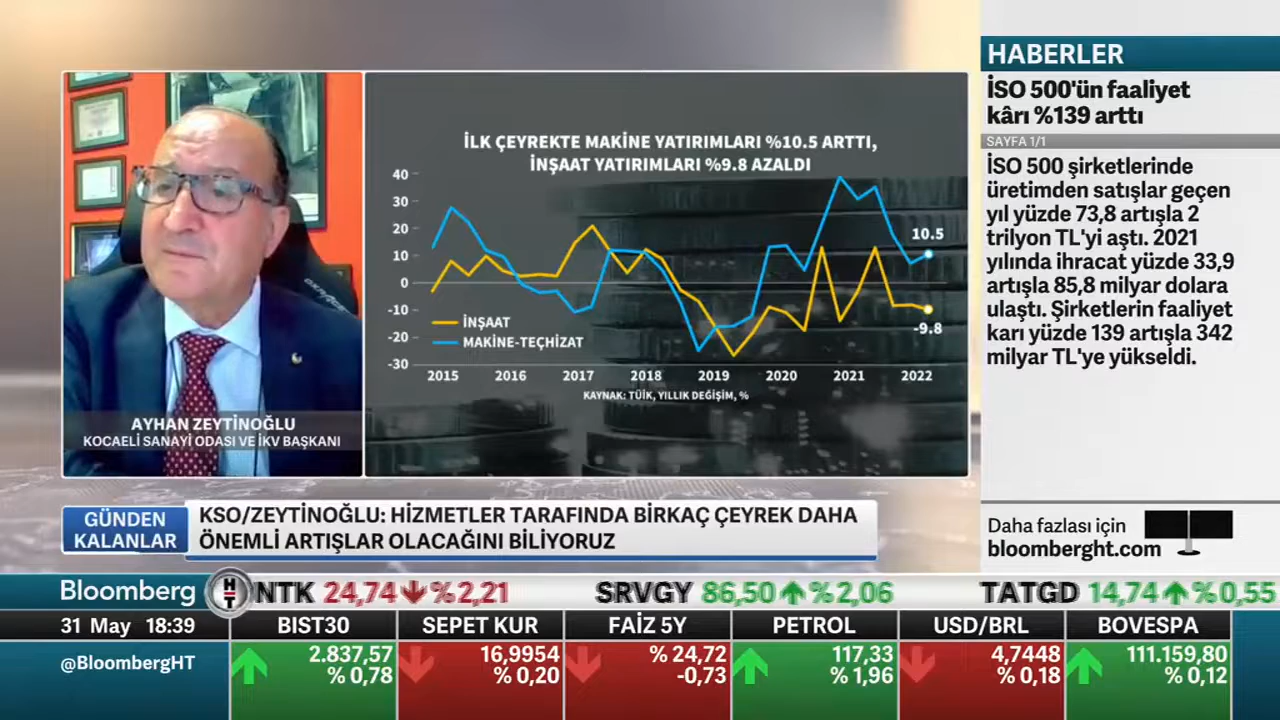 HABERLER
İSO 500'ün faaliyet
kârı %139 arttı
SAYFA 1/1
İSO 500 şirketlerinde
üretimden satışlar geçen
yıl yüzde 73,8 artışla 2
trilyon TL'yi aştı. 2021
yılında ihracat yüzde 33,9
artışla 85,8 milyar dolara
ulaştı. Şirketlerin faaliyet
karı yüzde 139 artışla 342
milyar TL'ye yükseldi.
Daha fazlası için
bloomberght.com
İLK ÇEYREKTE MAKİNE YATIRIMLARI %10.5 ARTTI,
İNŞAAT YATIRIMLARI %9.8 AZALDI
40
30
20
10
0
-10
-20
-30
10.5
-9.8
İNŞAAT
MAKİNE-TEÇHİZAT
2015 2016 2017 2018 2019 2020 2021 2022
KAYNAK: TÜİK, YILLIK DEĞİŞİM, %
AYHAN ZEYTİNOĞLU
KOCAELİ SANAYİ ODASI VE İKV BAŞKANI
GÜNDEN
KALANLAR
KSO/ZEYTİNOĞLU: HİZMETLER TARAFINDA BİRKAÇ ÇEYREK DAHA
ÖNEMLİ ARTIŞLAR OLACAĞINI BİLİYORUZ
Bloomberg HT NTK 24,74 %2,21 SRVGY 86,50 %2,06 TATGD 14,74 %0,55
31 May 18:39 BIST30 SEPET KUR FAİZ 5Y PETROL USD/BRL BOVESPA
@BloombergHT 2.837,57 16,9954 % 24,72 117,33 4,7448 111.159,80
% 0,78 % 0,20 -0,73 % 1,96 % 0,18 % 0,12